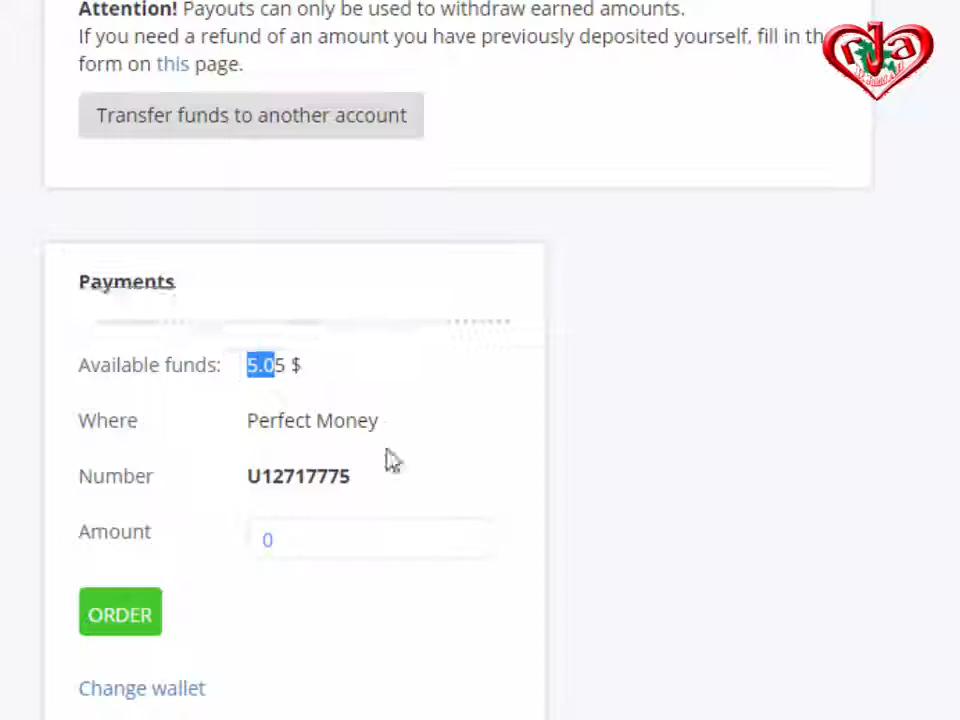 Attention! Payouts can only be used to withdraw earned amounts.
If you need a refund of an amount you have previously deposited yourself, fill in th
form on this page.
Transfer funds to another account
Payments
Available funds: 5.05 $
Where Perfect Money
Number U12717775
Amount 0
ORDER
Change wallet